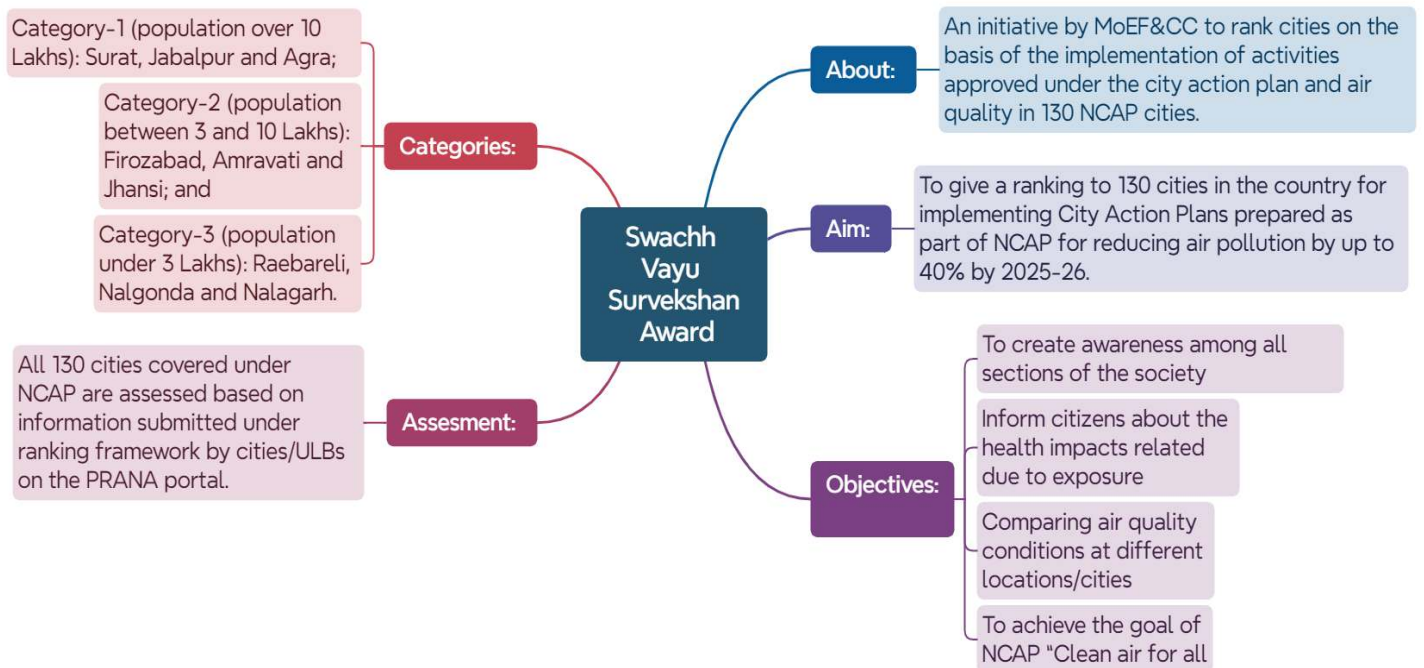 Swachh
Vayu
Survekshan
Award
About:
An initiative by MoEF&CC to rank cities on the
basis of the implementation of activities
approved under the city action plan and air
quality in 130 NCAP cities.
Aim:
To give a ranking to 130 cities in the country for
implementing City Action Plans prepared as
part of NCAP for reducing air pollution by up to
40% by 2025-26.
Objectives:
To create awareness among all
sections of the society
Inform citizens about the
health impacts related
due to exposure
Comparing air quality
conditions at different
locations/cities
To achieve the goal of
NCAP "Clean air for all
Categories:
Category-1 (population over 10
Lakhs): Surat, Jabalpur and Agra;
Category-2 (population
between 3 and 10 Lakhs):
Firozabad, Amravati and
Jhansi; and
Category-3 (population
under 3 Lakhs): Raebareli,
Nalgonda and Nalagarh.
Assesment:
All 130 cities covered under
NCAP are assessed based on
information submitted under
ranking framework by cities/ULBs
on the PRANA portal.